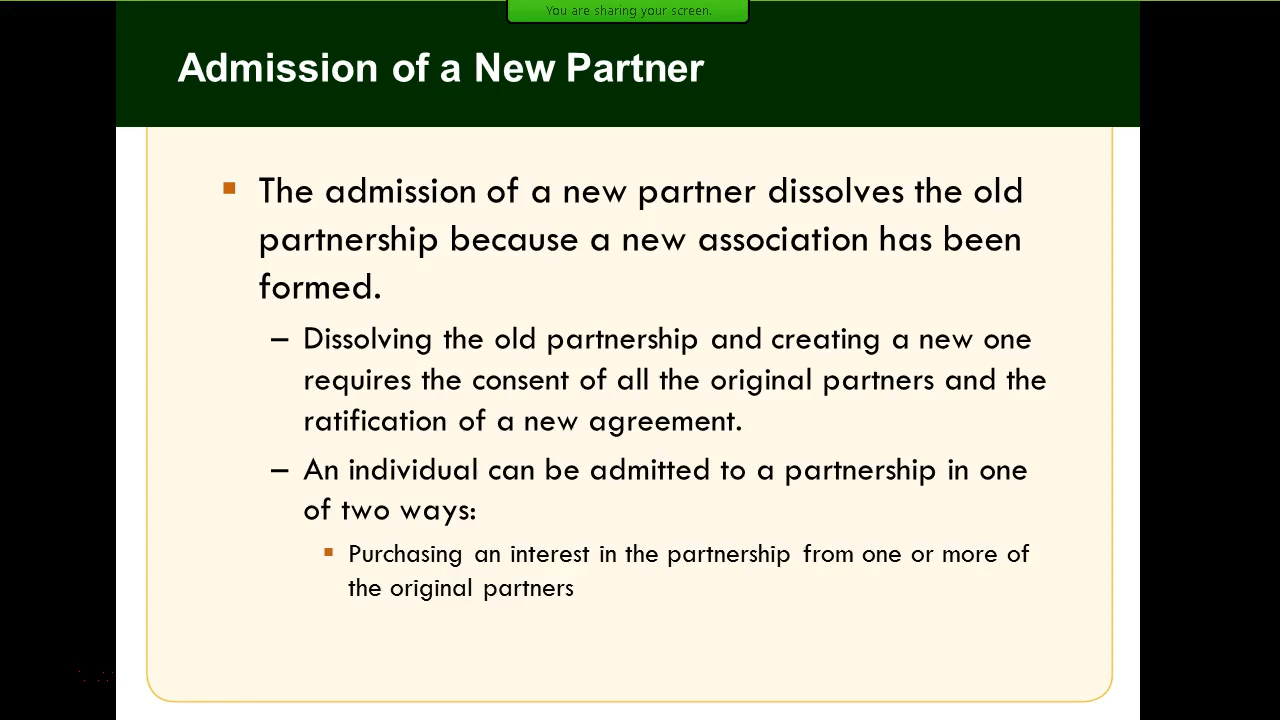 You are sharing your screen.
Admission of a New Partner
▪ The admission of a new partner dissolves the old
partnership because a new association has been
formed.
– Dissolving the old partnership and creating a new one
requires the consent of all the original partners and the
ratification of a new agreement.
– An individual can be admitted to a partnership in one
of two ways:
▪ Purchasing an interest in the partnership from one or more of
the original partners